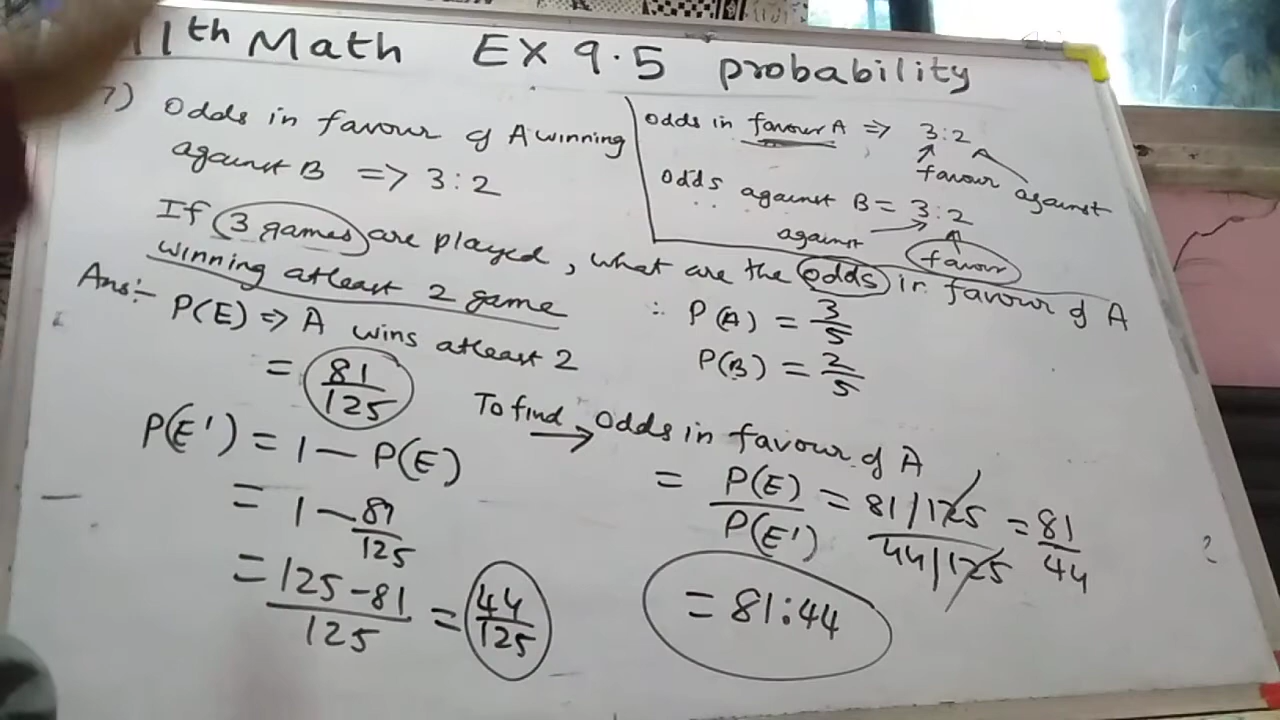 11th Math EX 9.5 probability
7) Odds in favour of A winning
against B => 3:2
Odds in favour A => 3:2
favour against
Odds against B = 3:2
against favour
If 3 games are played, what are the odds in favour of A
winning atleast 2 game
Ans:- P(E) => A wins atleast 2
= 81/125
∴ P(A) = 3/5
P(B) = 2/5
P(E') = 1 - P(E)
= 1 - 81/125
= 125-81/125 = 44/125
To find → Odds in favour of A
= P(E)/P(E') = 81/125/44/125 = 81/44
= 81:44